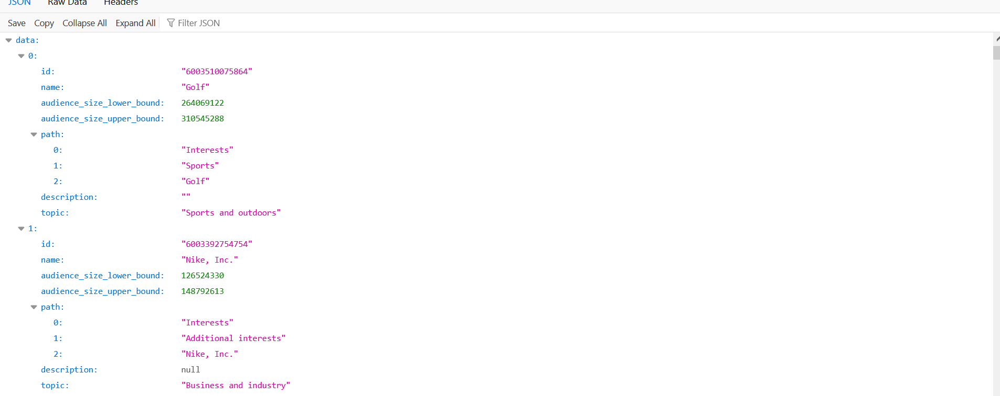 JSON Raw Data Headers
Save Copy Collapse All Expand All Filter JSON
data:
0:
id: "6003510075864"
name: "Golf"
audience_size_lower_bound: 264069122
audience_size_upper_bound: 310545288
path:
0: "Interests"
1: "Sports"
2: "Golf"
description: ""
topic: "Sports and outdoors"
1:
id: "6003392754754"
name: "Nike, Inc."
audience_size_lower_bound: 126524330
audience_size_upper_bound: 148792613
path:
0: "Interests"
1: "Additional interests"
2: "Nike, Inc."
description: null
topic: "Business and industry"